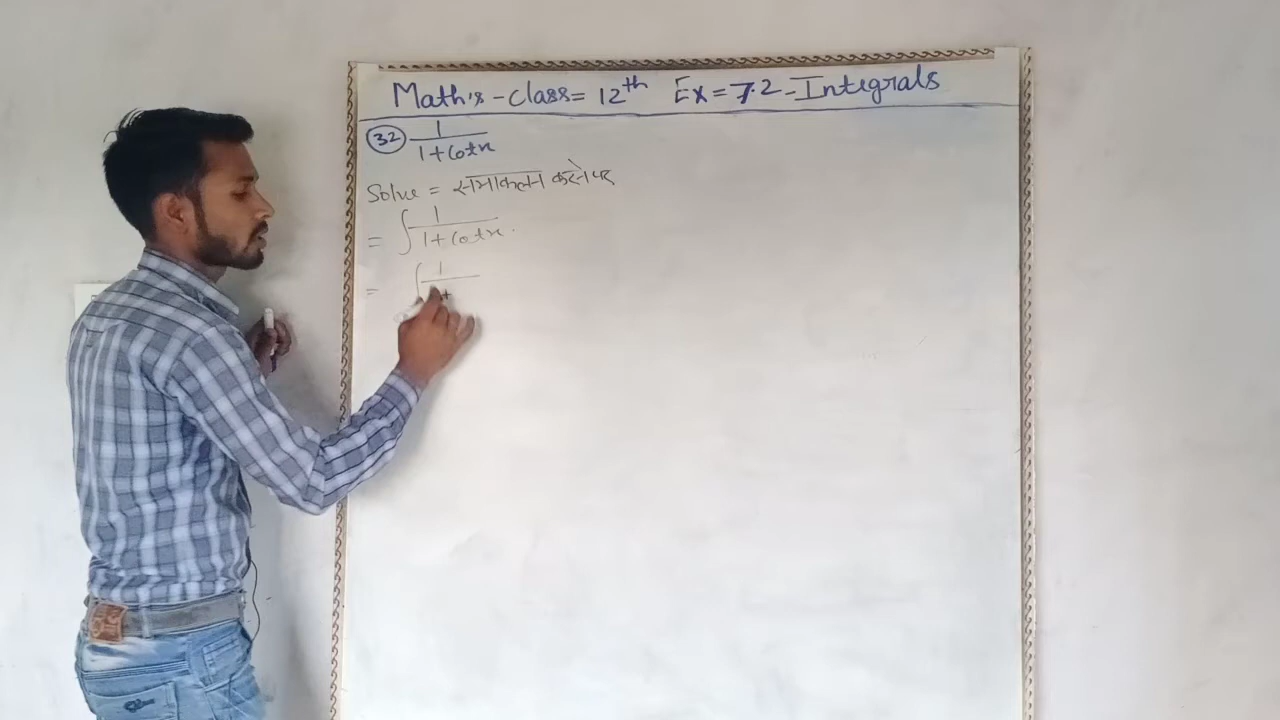 Math's - Class = 12th Ex = 7.2 - Integrals
32 1/(1+Cotx)
Solve = समाकलन करने पर
= ∫ 1/(1+Cotx).
= ∫ 1/